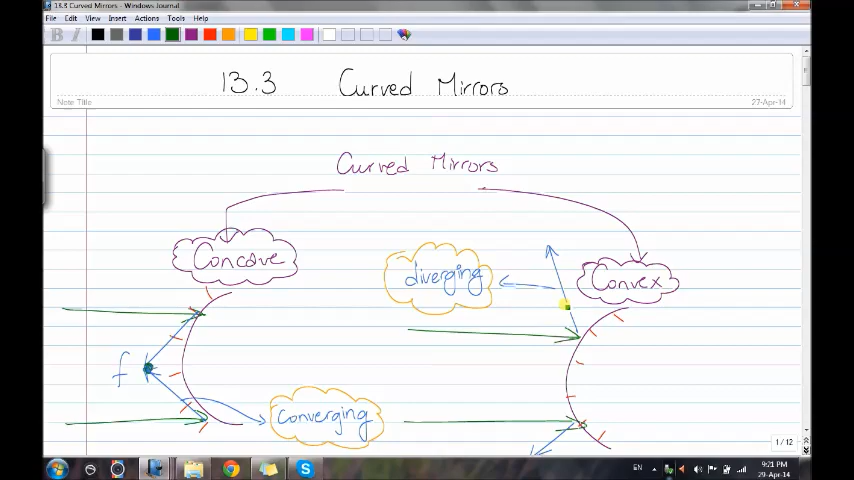 13.3 Curved Mirrors - Windows Journal
File Edit View Insert Actions Tools Help
B I
13.3 Curved Mirrors
Note Title
27-Apr-14
Curved Mirrors
Concave
diverging
Convex
f
converging
1 / 12
EN
9:21 PM
29-Apr-14